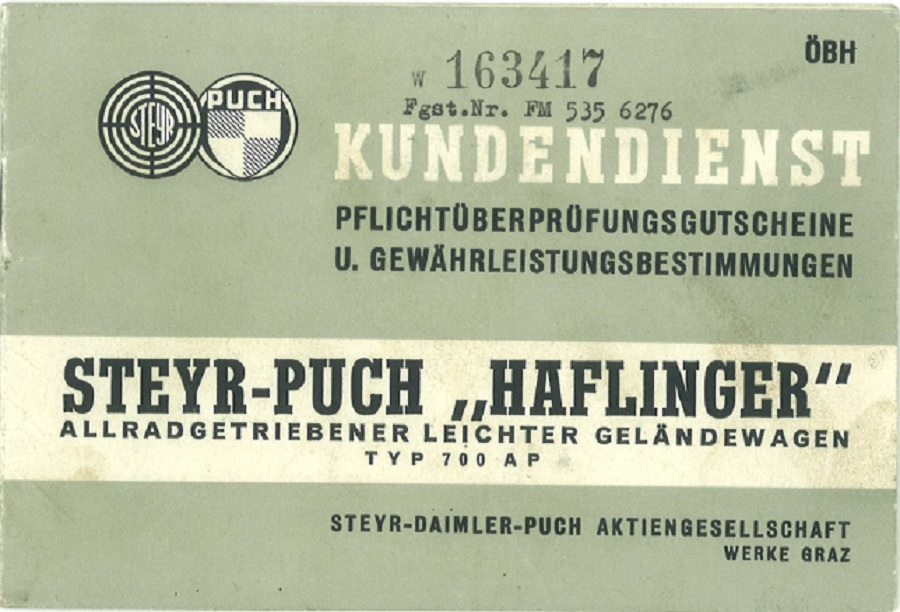 ÖBH
W 163417
Fgst.Nr. FM 535 6276
STEYR PUCH
KUNDENDIENST
PFLICHTÜBERPRÜFUNGSGUTSCHEINE
U. GEWÄHRLEISTUNGSBESTIMMUNGEN
STEYR-PUCH „HAFLINGER“
ALLRADGETRIEBENER LEICHTER GELÄNDEWAGEN
TYP 700 AP
STEYR-DAIMLER-PUCH AKTIENGESELLSCHAFT
WERKE GRAZ